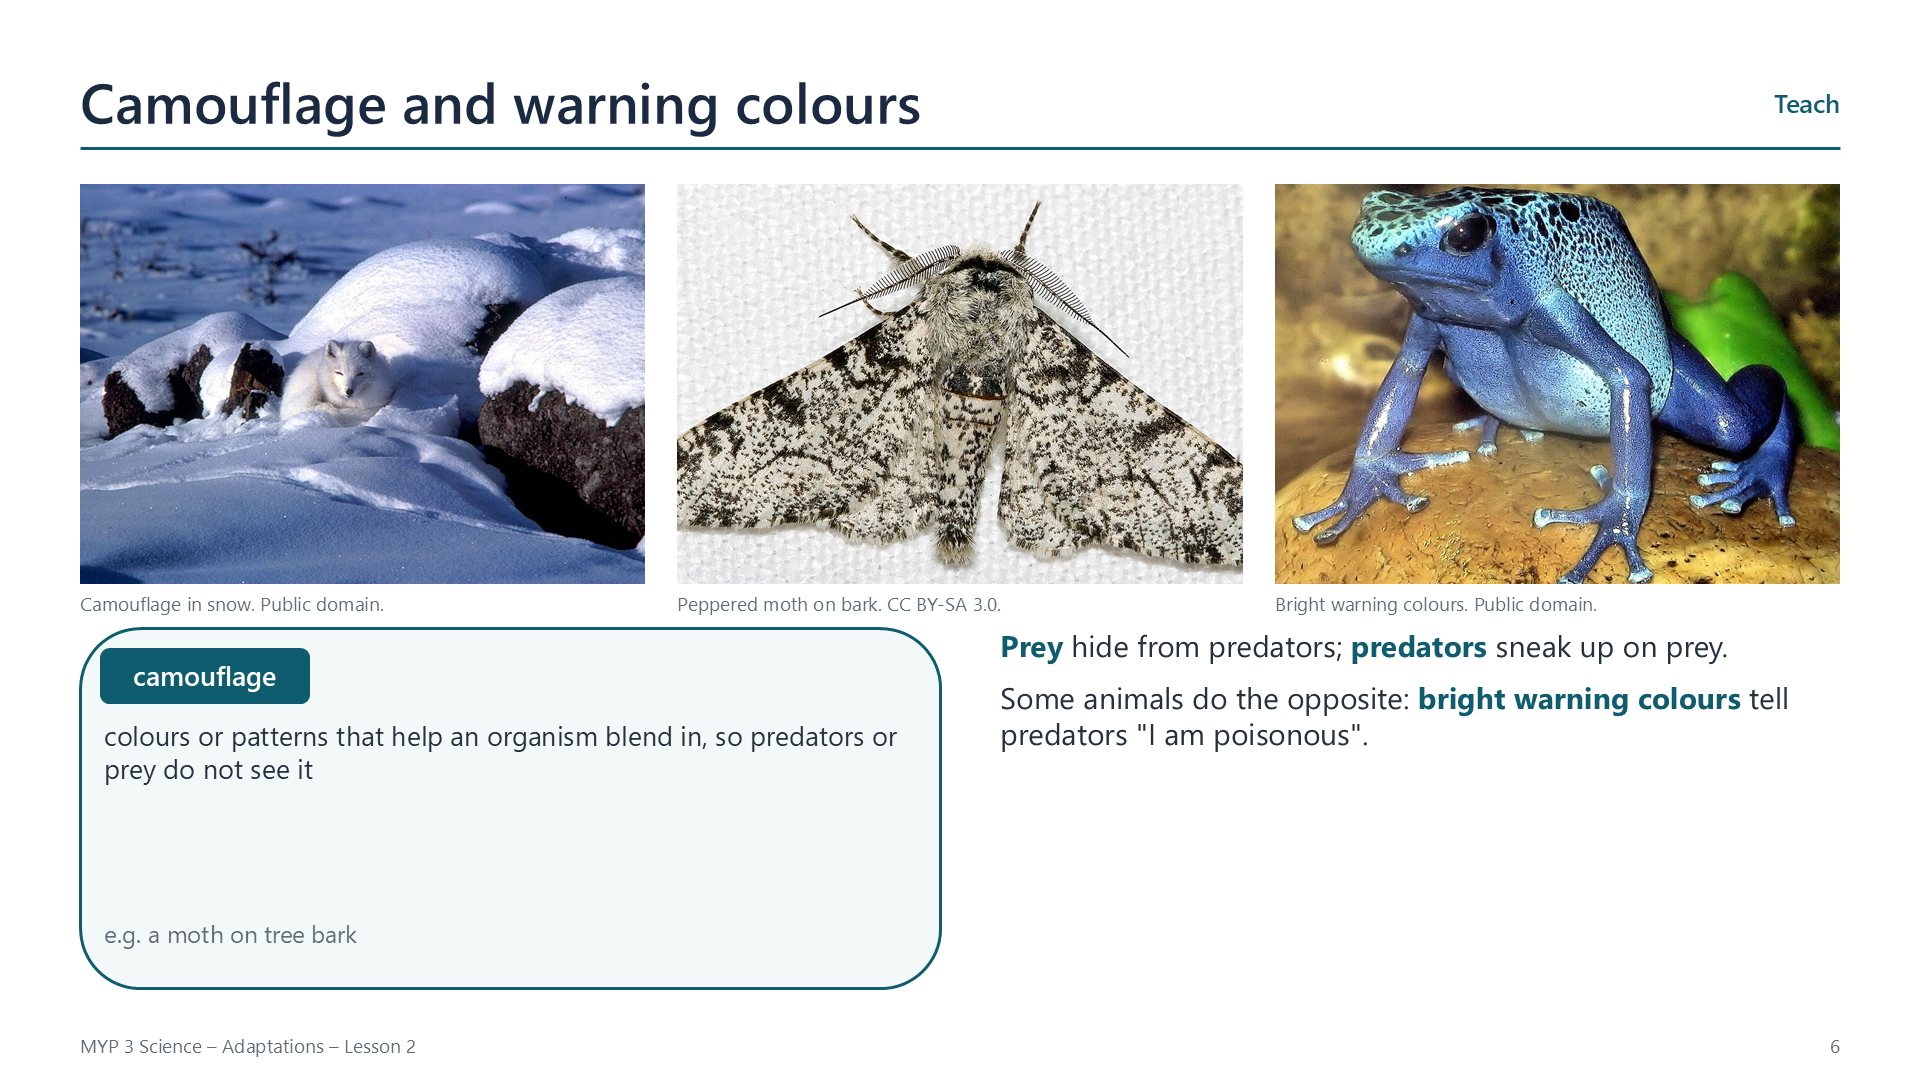 Camouflage and warning colours
Teach
Camouflage in snow. Public domain.
Peppered moth on bark. CC BY-SA 3.0.
Bright warning colours. Public domain.
camouflage
colours or patterns that help an organism blend in, so predators or
prey do not see it
e.g. a moth on tree bark
Prey hide from predators; predators sneak up on prey.
Some animals do the opposite: bright warning colours tell
predators "I am poisonous".
MYP 3 Science – Adaptations – Lesson 2
6